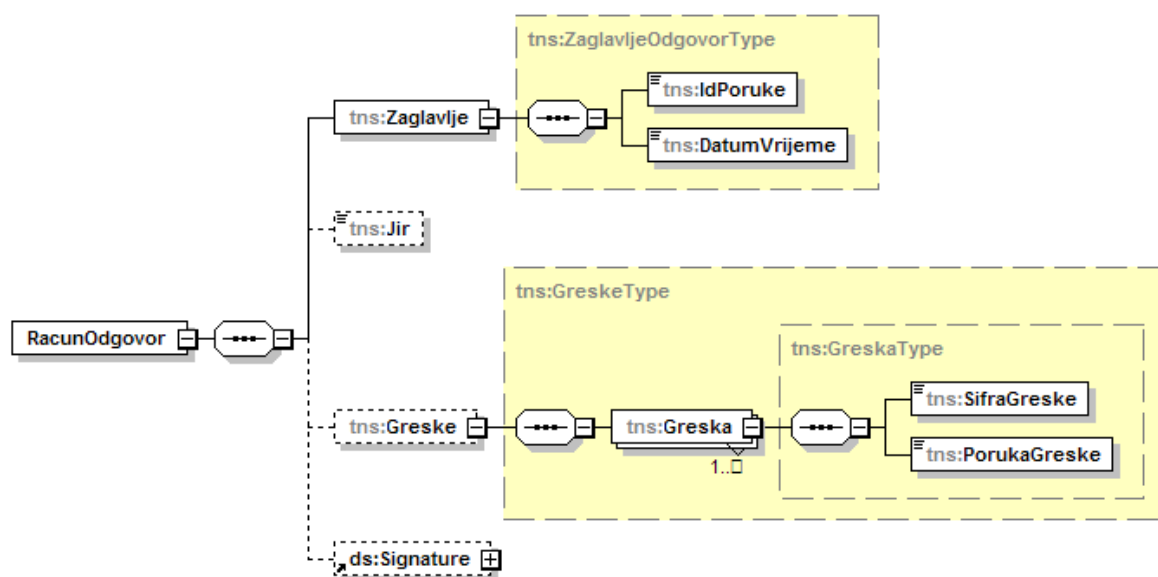 tns:ZaglavljeOdgovorType
tns:IdPoruke
tns:Zaglavlje
tns:DatumVrijeme
tns:Jir
tns:GreskeType
RacunOdgovor
tns:GreskaType
tns:SifraGreske
tns:Greske
tns:Greska
tns:PorukaGreske
1..□
ds:Signature